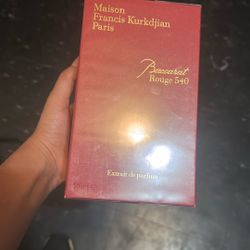 Maison
Francis Kurkdjian
Paris
Baccarat
Rouge 540
Extrait de parfum